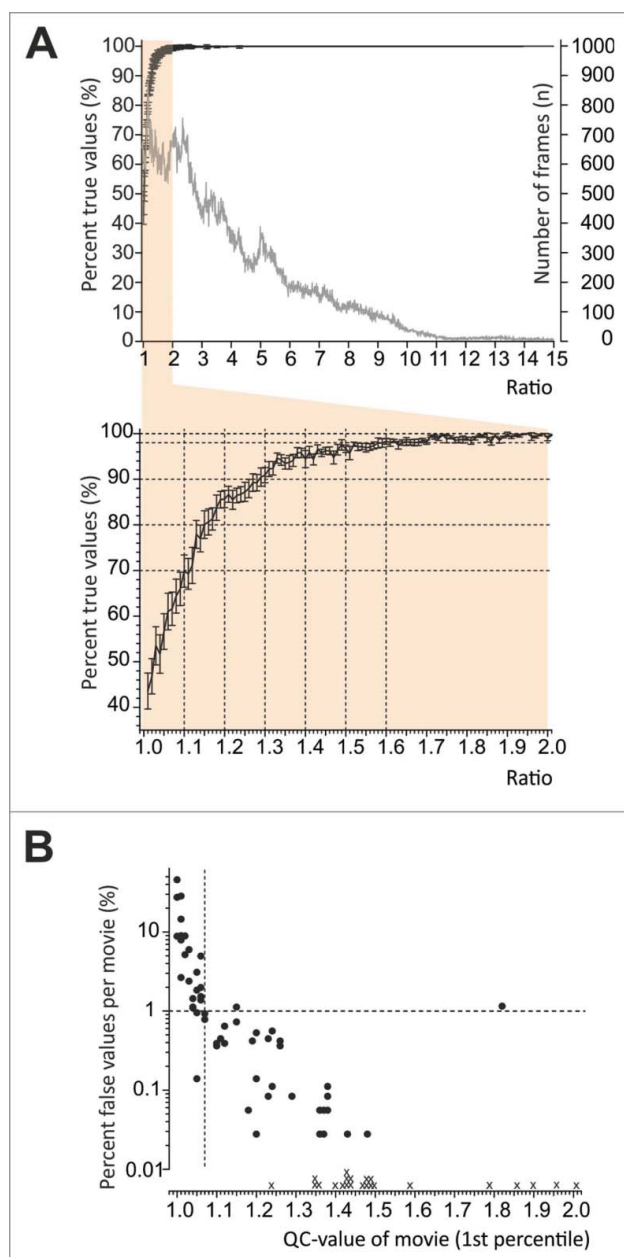 A
Percent true values (%)
100
90
80
70
60
50
40
30
20
10
0
Number of frames (n)
1000
900
800
700
600
500
400
300
200
100
0
1 2 3 4 5 6 7 8 9 10 11 12 13 14 15
Ratio
Percent true values (%)
100
90
80
70
60
50
40
1.0 1.1 1.2 1.3 1.4 1.5 1.6 1.7 1.8 1.9 2.0
Ratio
B
Percent false values per movie (%)
10
1
0.1
0.01
1.0 1.1 1.2 1.3 1.4 1.5 1.6 1.7 1.8 1.9 2.0
QC-value of movie (1st percentile)